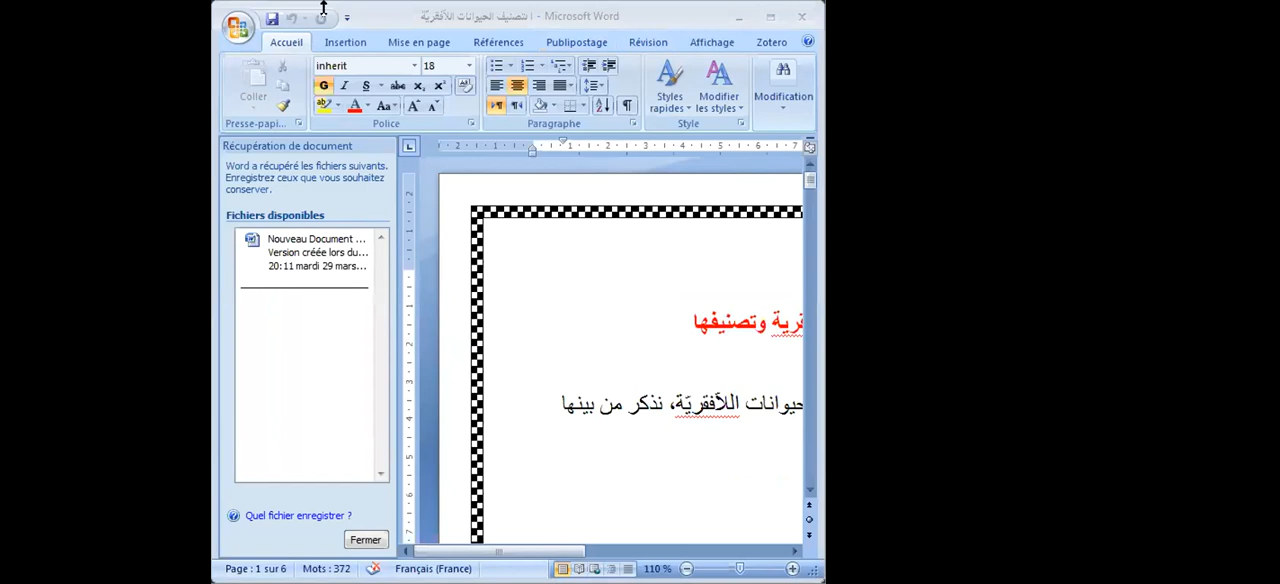 ا تصنيف الحيوانات اللأفقريّة - Microsoft Word
Accueil Insertion Mise en page Références Publipostage Révision Affichage Zotero
inherit 18
Coller
Styles rapides
Modifier les styles
Modification
Presse-papi... Police Paragraphe Style
Récupération de document
Word a récupéré les fichiers suivants.
Enregistrez ceux que vous souhaitez
conserver.
Fichiers disponibles
Nouveau Document ...
Version créée lors du...
20:11 mardi 29 mars...
Quel fichier enregistrer ?
Fermer
قرية وتصنيفها
حيوانات اللأفقريّة، نذكر من بينها
Page : 1 sur 6 Mots : 372 Français (France) 110 %